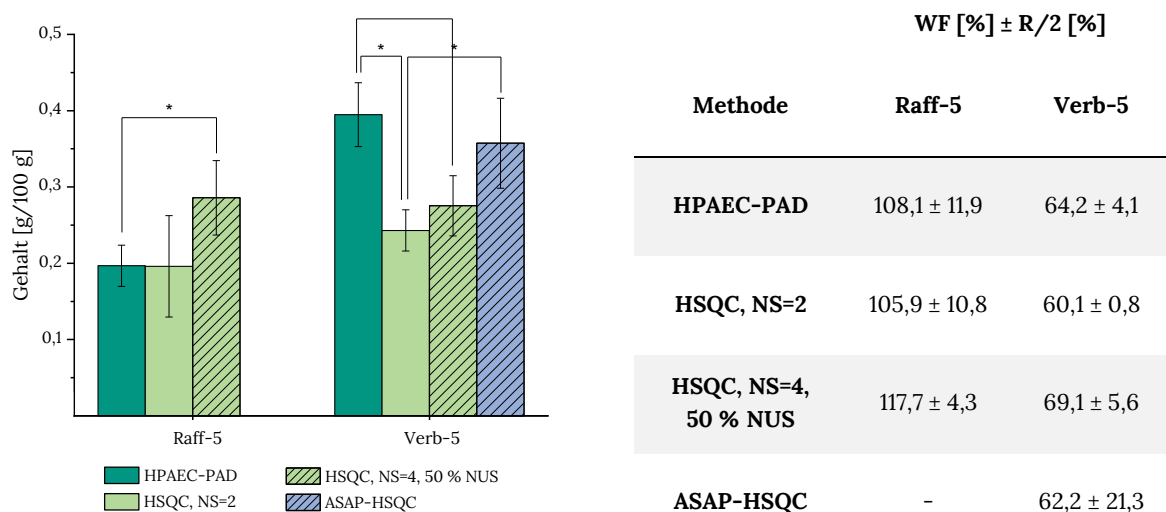 0,5
0,4
0,3
0,2
0,1
Gehalt [g/100 g]
*
*
*
*
Raff-5
Verb-5
HPAEC-PAD
HSQC, NS=2
HSQC, NS=4, 50 % NUS
ASAP-HSQC
WF [%] ± R/2 [%]
Methode Raff-5 Verb-5
HPAEC-PAD 108,1 ± 11,9 64,2 ± 4,1
HSQC, NS=2 105,9 ± 10,8 60,1 ± 0,8
HSQC, NS=4,
50 % NUS 117,7 ± 4,3 69,1 ± 5,6
ASAP-HSQC - 62,2 ± 21,3